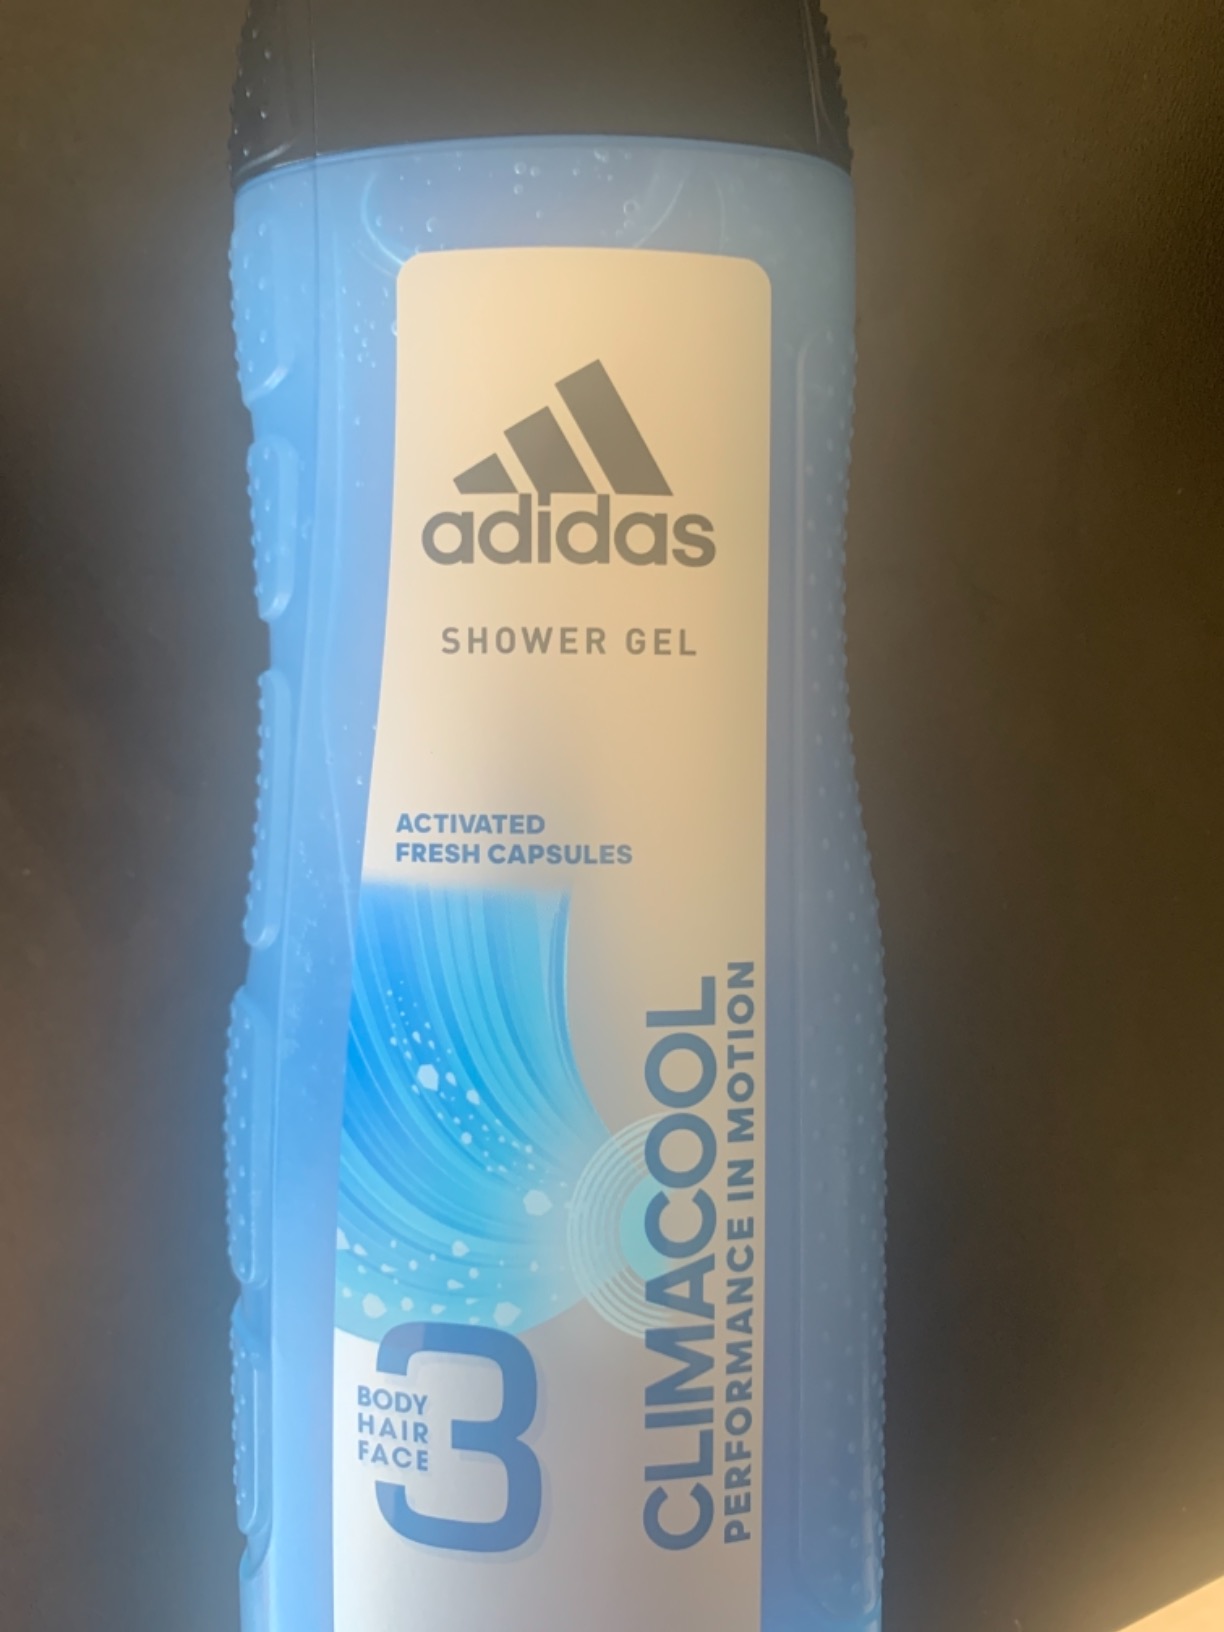 adidas
SHOWER GEL
ACTIVATED
FRESH CAPSULES
CLIMACOOL
PERFORMANCE IN MOTION
3
BODY
HAIR
FACE